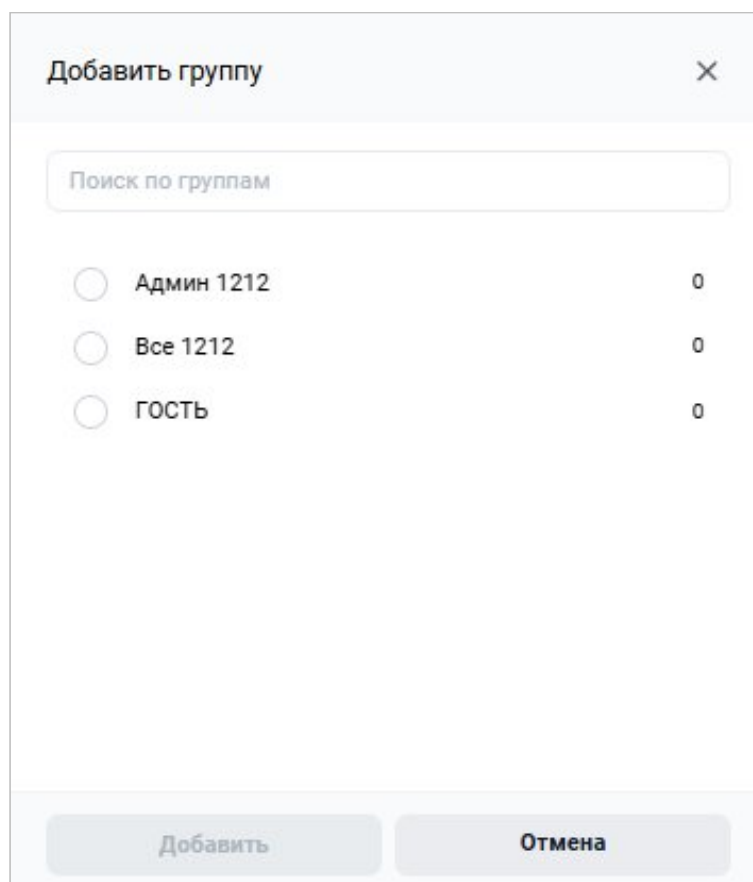 Добавить группу
Поиск по группам
Админ 1212 0
Все 1212 0
ГОСТЬ 0
Добавить Отмена